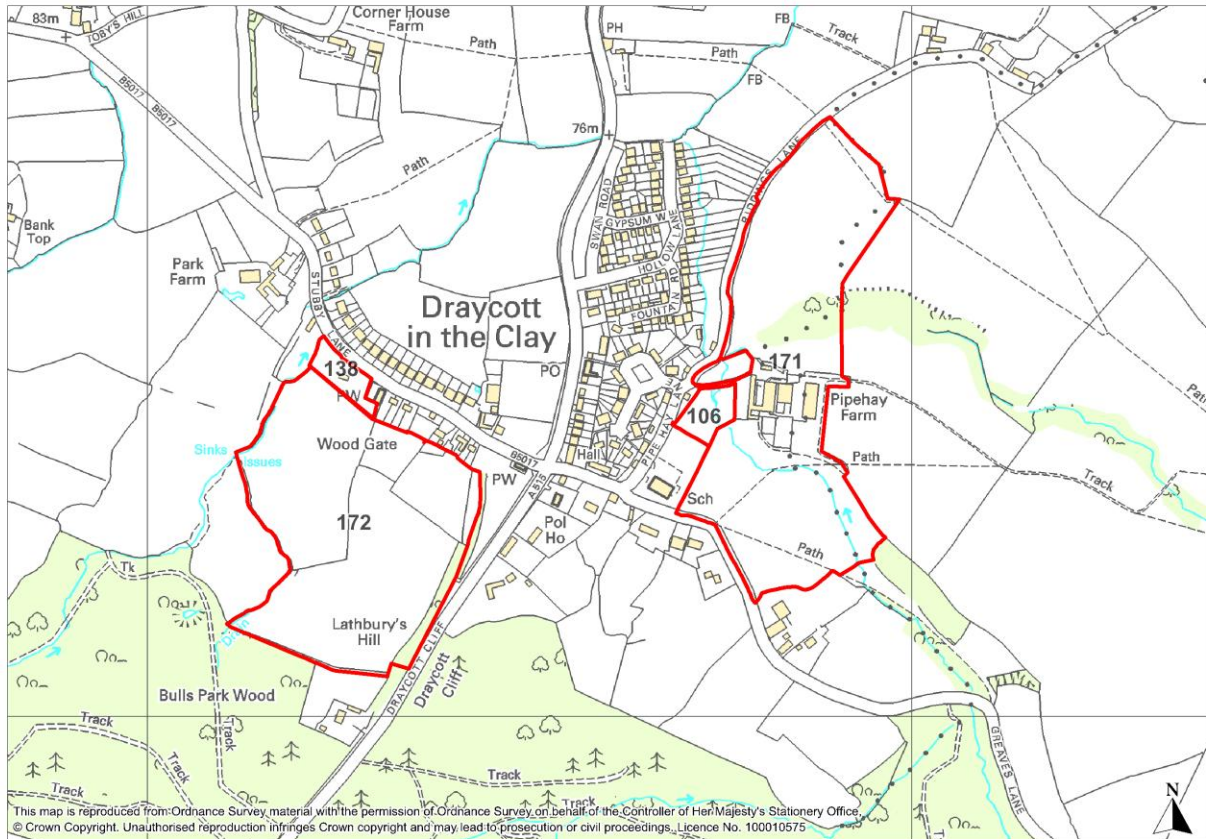 Corner House
Farm
83m
TOBY'S HILL
B5017
B5017
Path
PH
Path
FB
FB
Track
76m
Path
Bank
Top
Park
Farm
STUBBY LANE
SWAN ROAD
GYPSUM W
HOLLOW LANE
FOUNTAIN RD
Draycott
in the Clay
PO
138
PW
171
106
Pipehay
Farm
PIPE HAY LANE
Path
Path
Track
Wood Gate
Sinks
issues
Hall
B5017
PW
A 515
Sch
Pol
Ho
172
Path
Tk
Drain
Lathbury's
Hill
Bulls Park Wood
DRAYCOTT CLIFF
Draycott
Cliff
Track
Track
Track
Track
Track
GREAVES LANE
N
This map is reproduced from Ordnance Survey material with the permission of Ordnance Survey on behalf of the Controller of Her Majesty's Stationery Office
© Crown Copyright. Unauthorised reproduction infringes Crown copyright and may lead to prosecution or civil proceedings. Licence No. 100010575